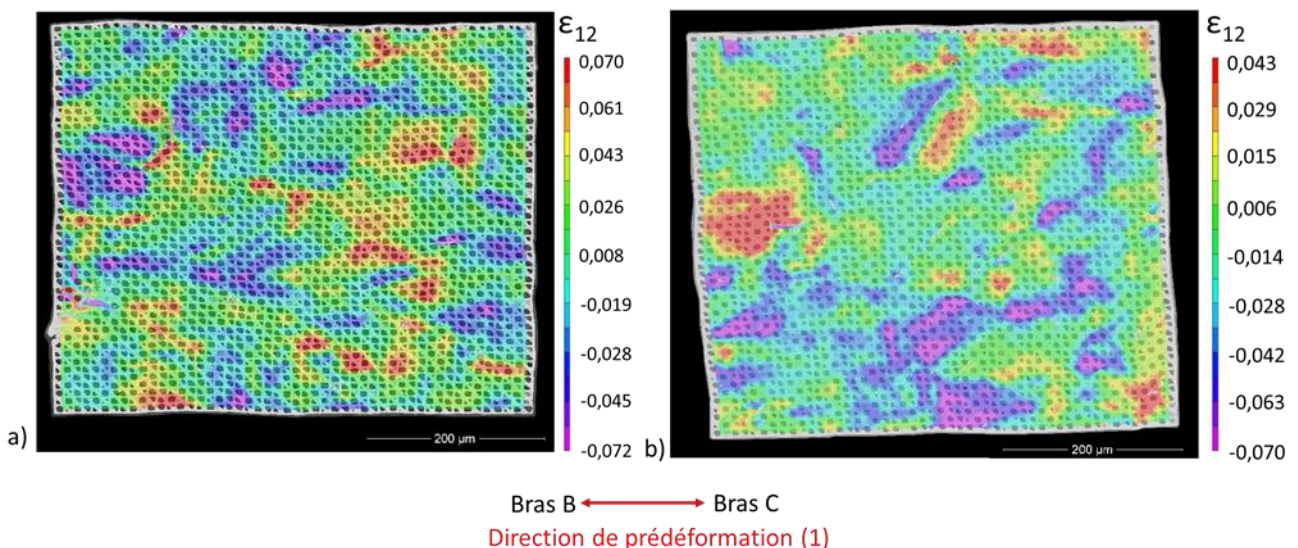 ε12
0,070
0,061
0,043
0,026
0,008
-0,019
-0,028
-0,045
-0,072
a)
200 µm
ε12
0,043
0,029
0,015
0,006
-0,014
-0,028
-0,042
-0,063
-0,070
b)
200 µm
Bras B Bras C
Direction de prédéformation (1)